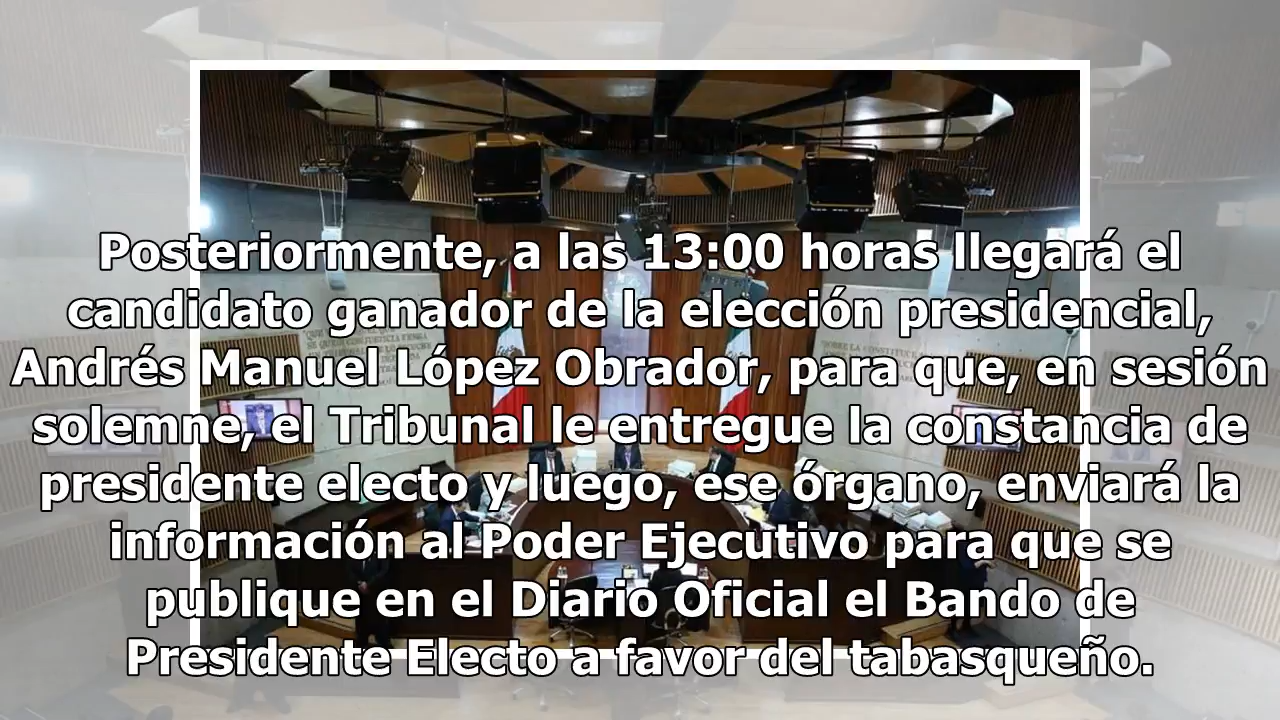 Posteriormente, a las 13:00 horas llegará el
candidato ganador de la elección presidencial,
Andrés Manuel López Obrador, para que, en sesión
solemne, el Tribunal le entregue la constancia de
presidente electo y luego, ese órgano, enviará la
información al Poder Ejecutivo para que se
publique en el Diario Oficial el Bando de
Presidente Electo a favor del tabasqueño.